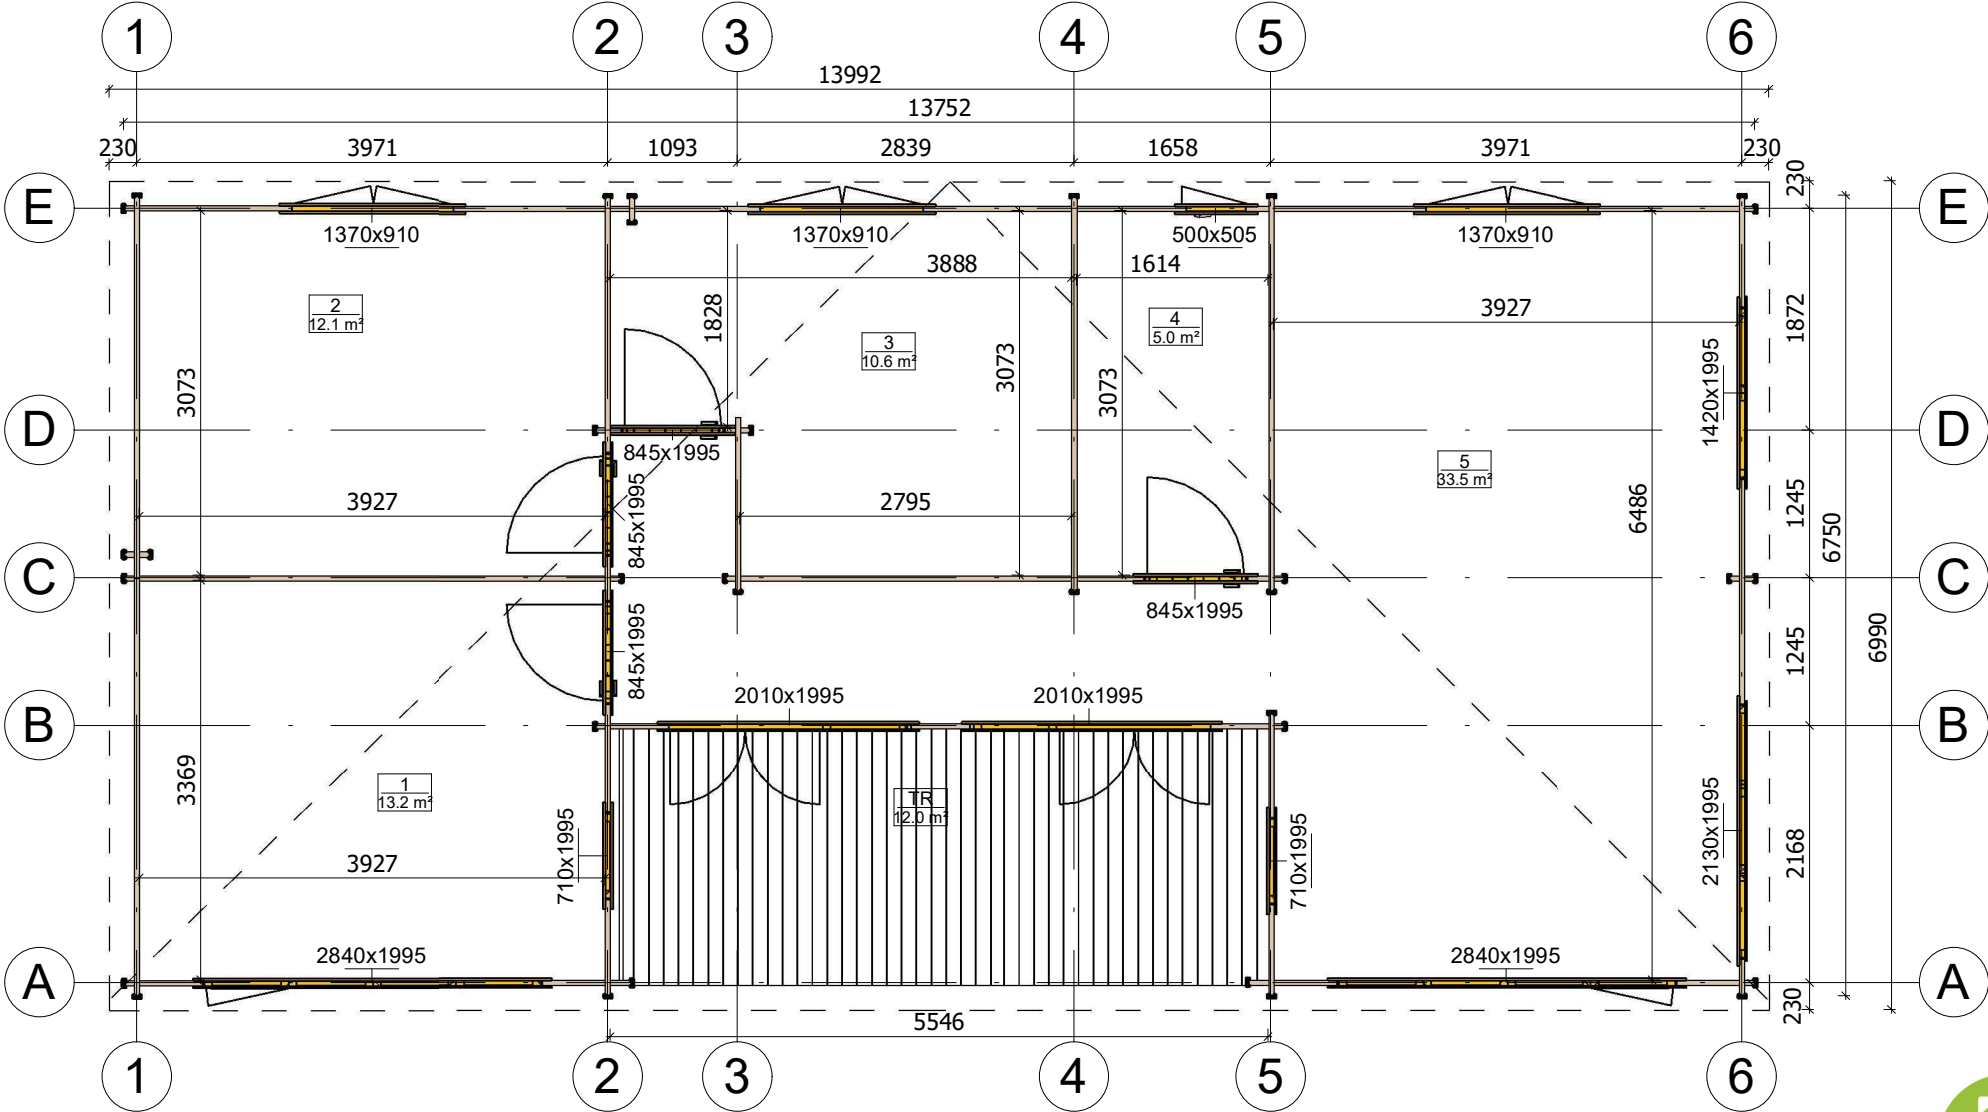 1 2 3 4 5 6
13992
13752
230 3971 1093 2839 1658 3971 230
230
E E
1370x910 1370x910 500x505 1370x910
3888 1614
2
12.1 m²
1828
3
10.6 m²
4
5.0 m²
3927
1872
3073 3073 3073
1420x1995
D D
845x1995
5
33.5 m²
3927 845x1995 2795 6486 1245 6750
C C
845x1995
845x1995
1245 6990
2010x1995 2010x1995
B B
3369
1
13.2 m²
TR
12.0 m²
710x1995 710x1995 2130x1995 2168
3927
2840x1995 2840x1995
A A
230
5546
1 2 3 4 5 6